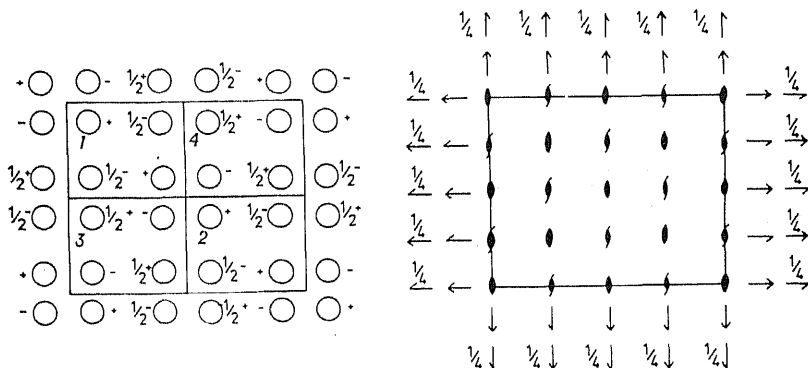 ¼ ¼ ¼ ¼ ¼
+ - ½+ ½- + -
- + ½- ½+ - +
1 4
½+ ½- + - ½+ ½-
½- ½+ - + ½- ½+
3 2
+ - ½+ ½- + -
- + ½- ½+ - +
¼ ¼
¼ ¼
¼ ¼
¼ ¼
¼ ¼
¼ ¼ ¼ ¼ ¼